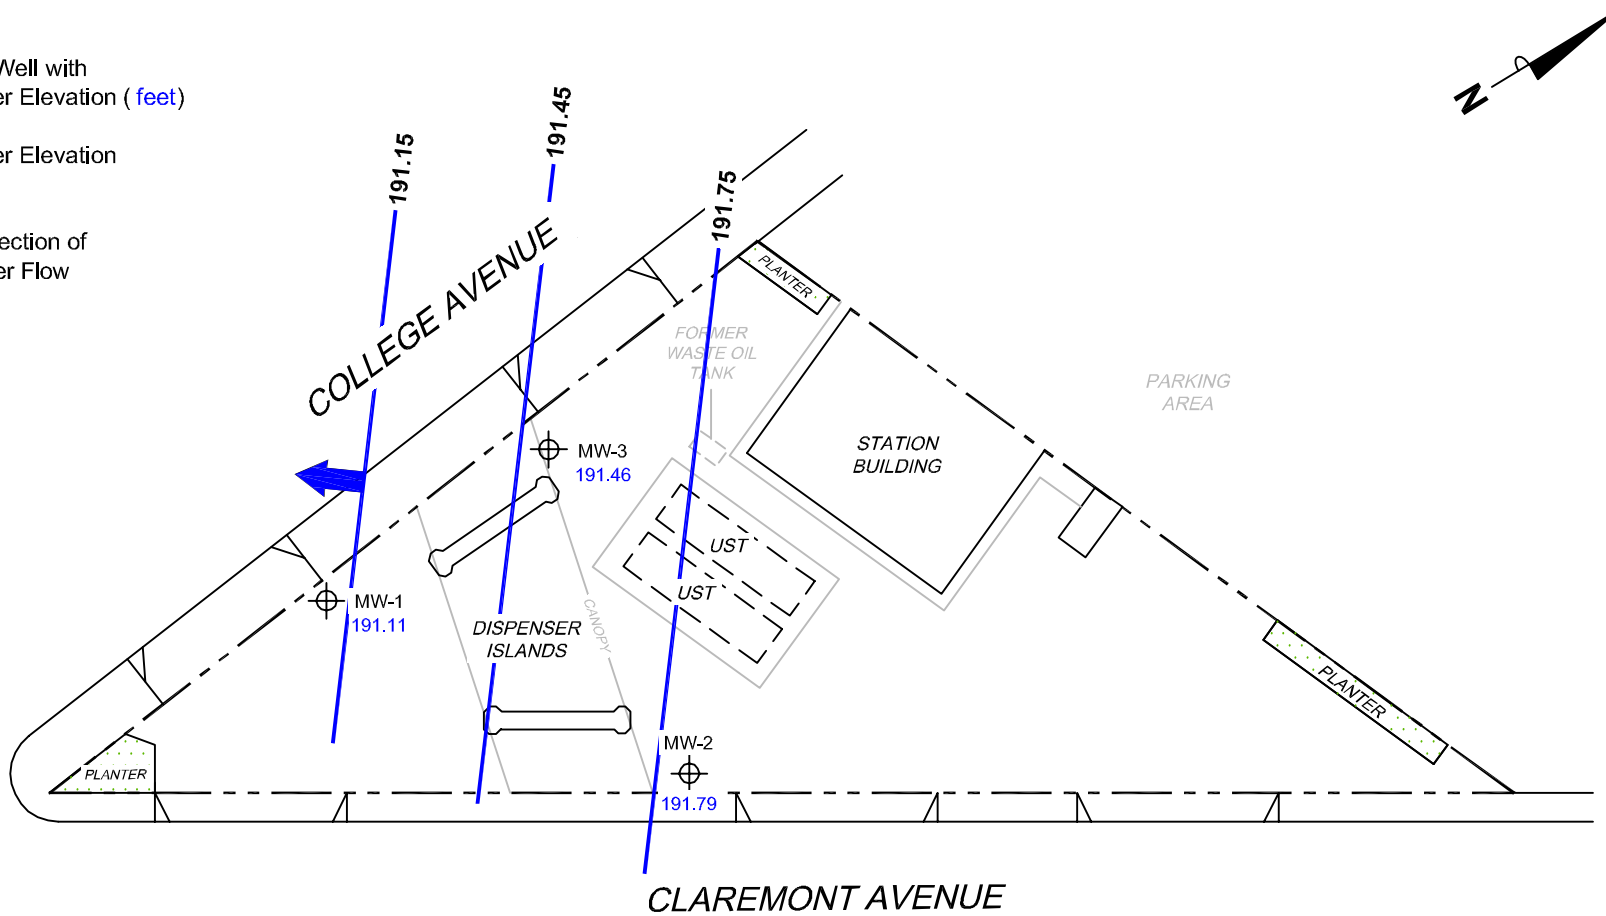 Well with
er Elevation ( feet)
er Elevation
ection of
er Flow
N
191.15
191.45
191.75
COLLEGE AVENUE
PLANTER
FORMER
WASTE OIL
TANK
PARKING
AREA
STATION
BUILDING
MW-3
191.46
UST
UST
MW-1
191.11
CANOPY
DISPENSER
ISLANDS
PLANTER
MW-2
191.79
PLANTER
CLAREMONT AVENUE